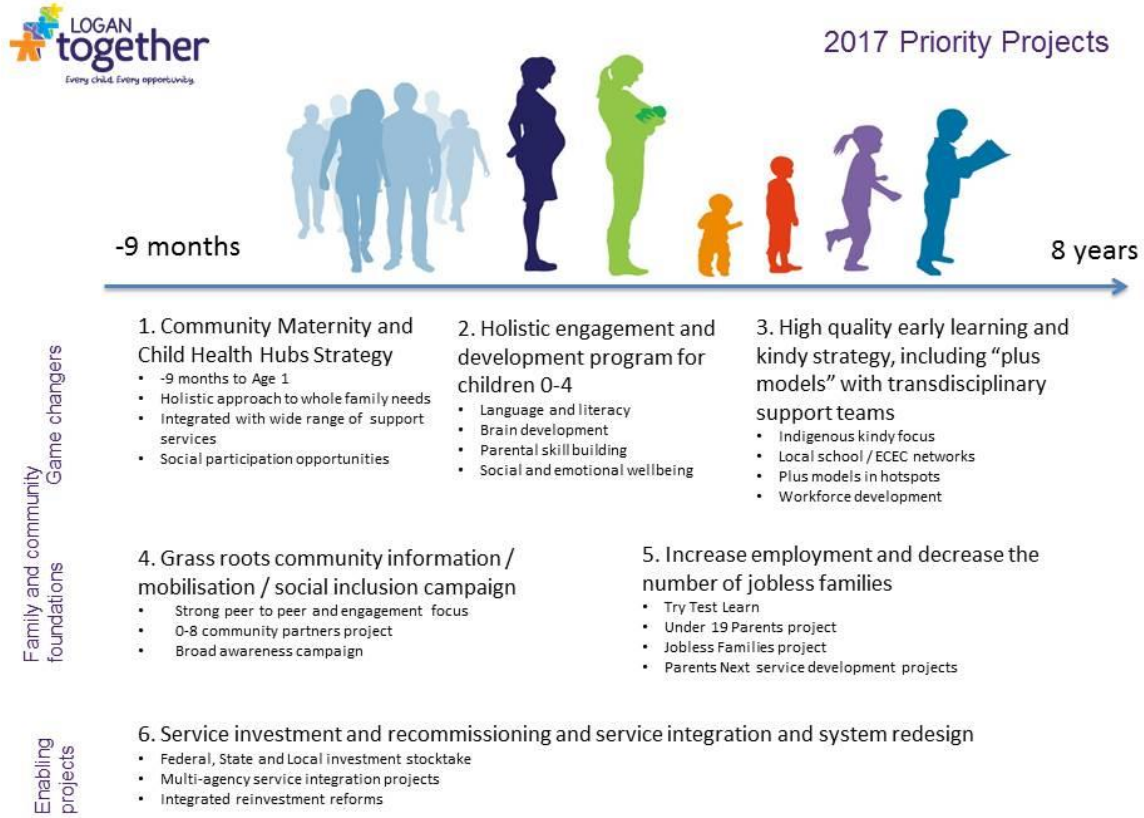 LOGAN
together
Every child. Every opportunity.
2017 Priority Projects
-9 months
8 years
Game changers
1. Community Maternity and
Child Health Hubs Strategy
• -9 months to Age 1
• Holistic approach to whole family needs
• Integrated with wide range of support
services
• Social participation opportunities
2. Holistic engagement and
development program for
children 0-4
• Language and literacy
• Brain development
• Parental skill building
• Social and emotional wellbeing
3. High quality early learning and
kindy strategy, including “plus
models” with transdisciplinary
support teams
• Indigenous kindy focus
• Local school / ECEC networks
• Plus models in hotspots
• Workforce development
Family and community
foundations
4. Grass roots community information /
mobilisation / social inclusion campaign
• Strong peer to peer and engagement focus
• 0-8 community partners project
• Broad awareness campaign
5. Increase employment and decrease the
number of jobless families
• Try Test Learn
• Under 19 Parents project
• Jobless Families project
• Parents Next service development projects
Enabling
projects
6. Service investment and recommissioning and service integration and system redesign
• Federal, State and Local investment stocktake
• Multi-agency service integration projects
• Integrated reinvestment reforms